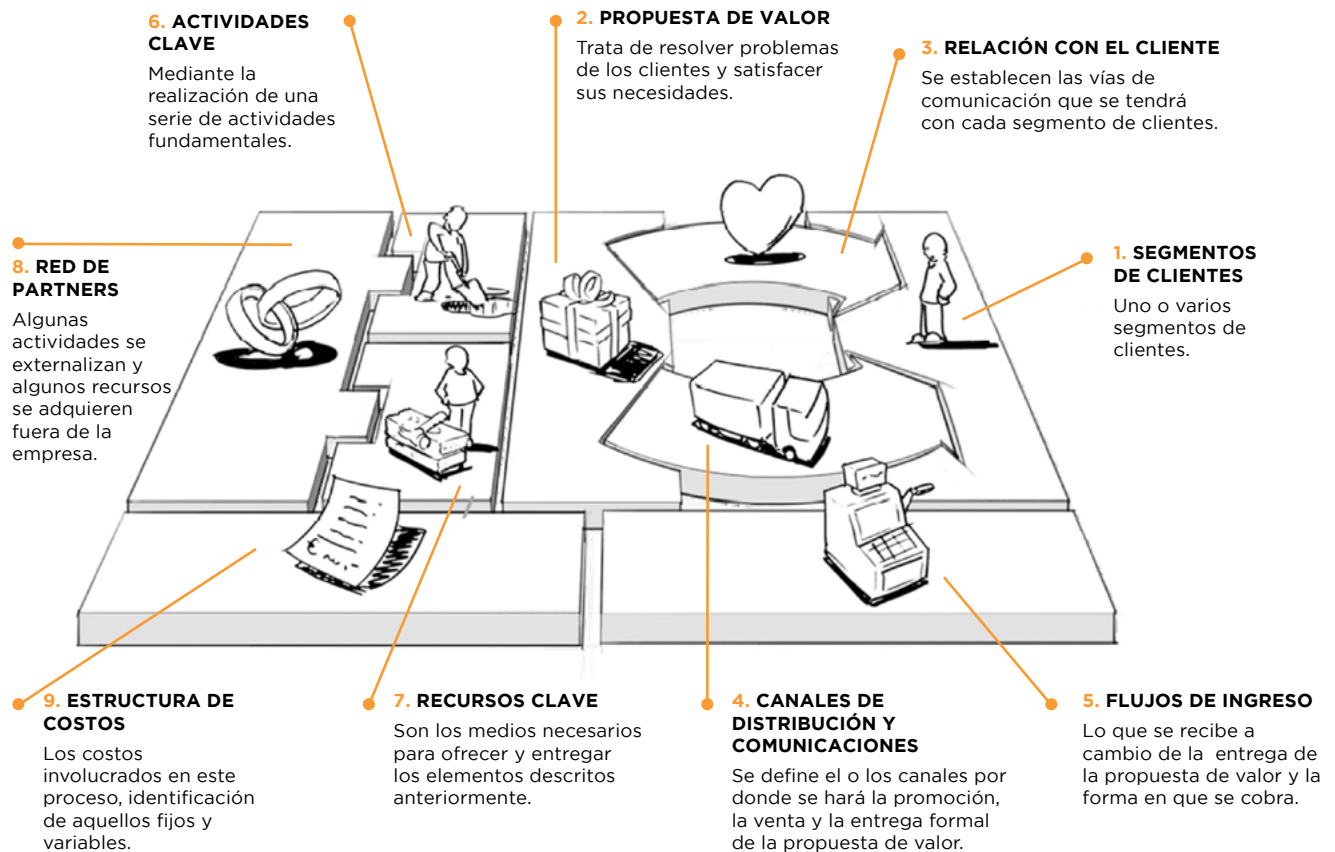 6. ACTIVIDADES
CLAVE
Mediante la
realización de una
serie de actividades
fundamentales.
2. PROPUESTA DE VALOR
Trata de resolver problemas
de los clientes y satisfacer
sus necesidades.
3. RELACIÓN CON EL CLIENTE
Se establecen las vías de
comunicación que se tendrá
con cada segmento de clientes.
8. RED DE
PARTNERS
Algunas
actividades se
externalizan y
algunos recursos
se adquieren
fuera de la
empresa.
1. SEGMENTOS
DE CLIENTES
Uno o varios
segmentos de
clientes.
9. ESTRUCTURA DE
COSTOS
Los costos
involucrados en este
proceso, identificación
de aquellos fijos y
variables.
7. RECURSOS CLAVE
Son los medios necesarios
para ofrecer y entregar
los elementos descritos
anteriormente.
4. CANALES DE
DISTRIBUCIÓN Y
COMUNICACIONES
Se define el o los canales por
donde se hará la promoción,
la venta y la entrega formal
de la propuesta de valor.
5. FLUJOS DE INGRESO
Lo que se recibe a
cambio de la entrega de
la propuesta de valor y la
forma en que se cobra.